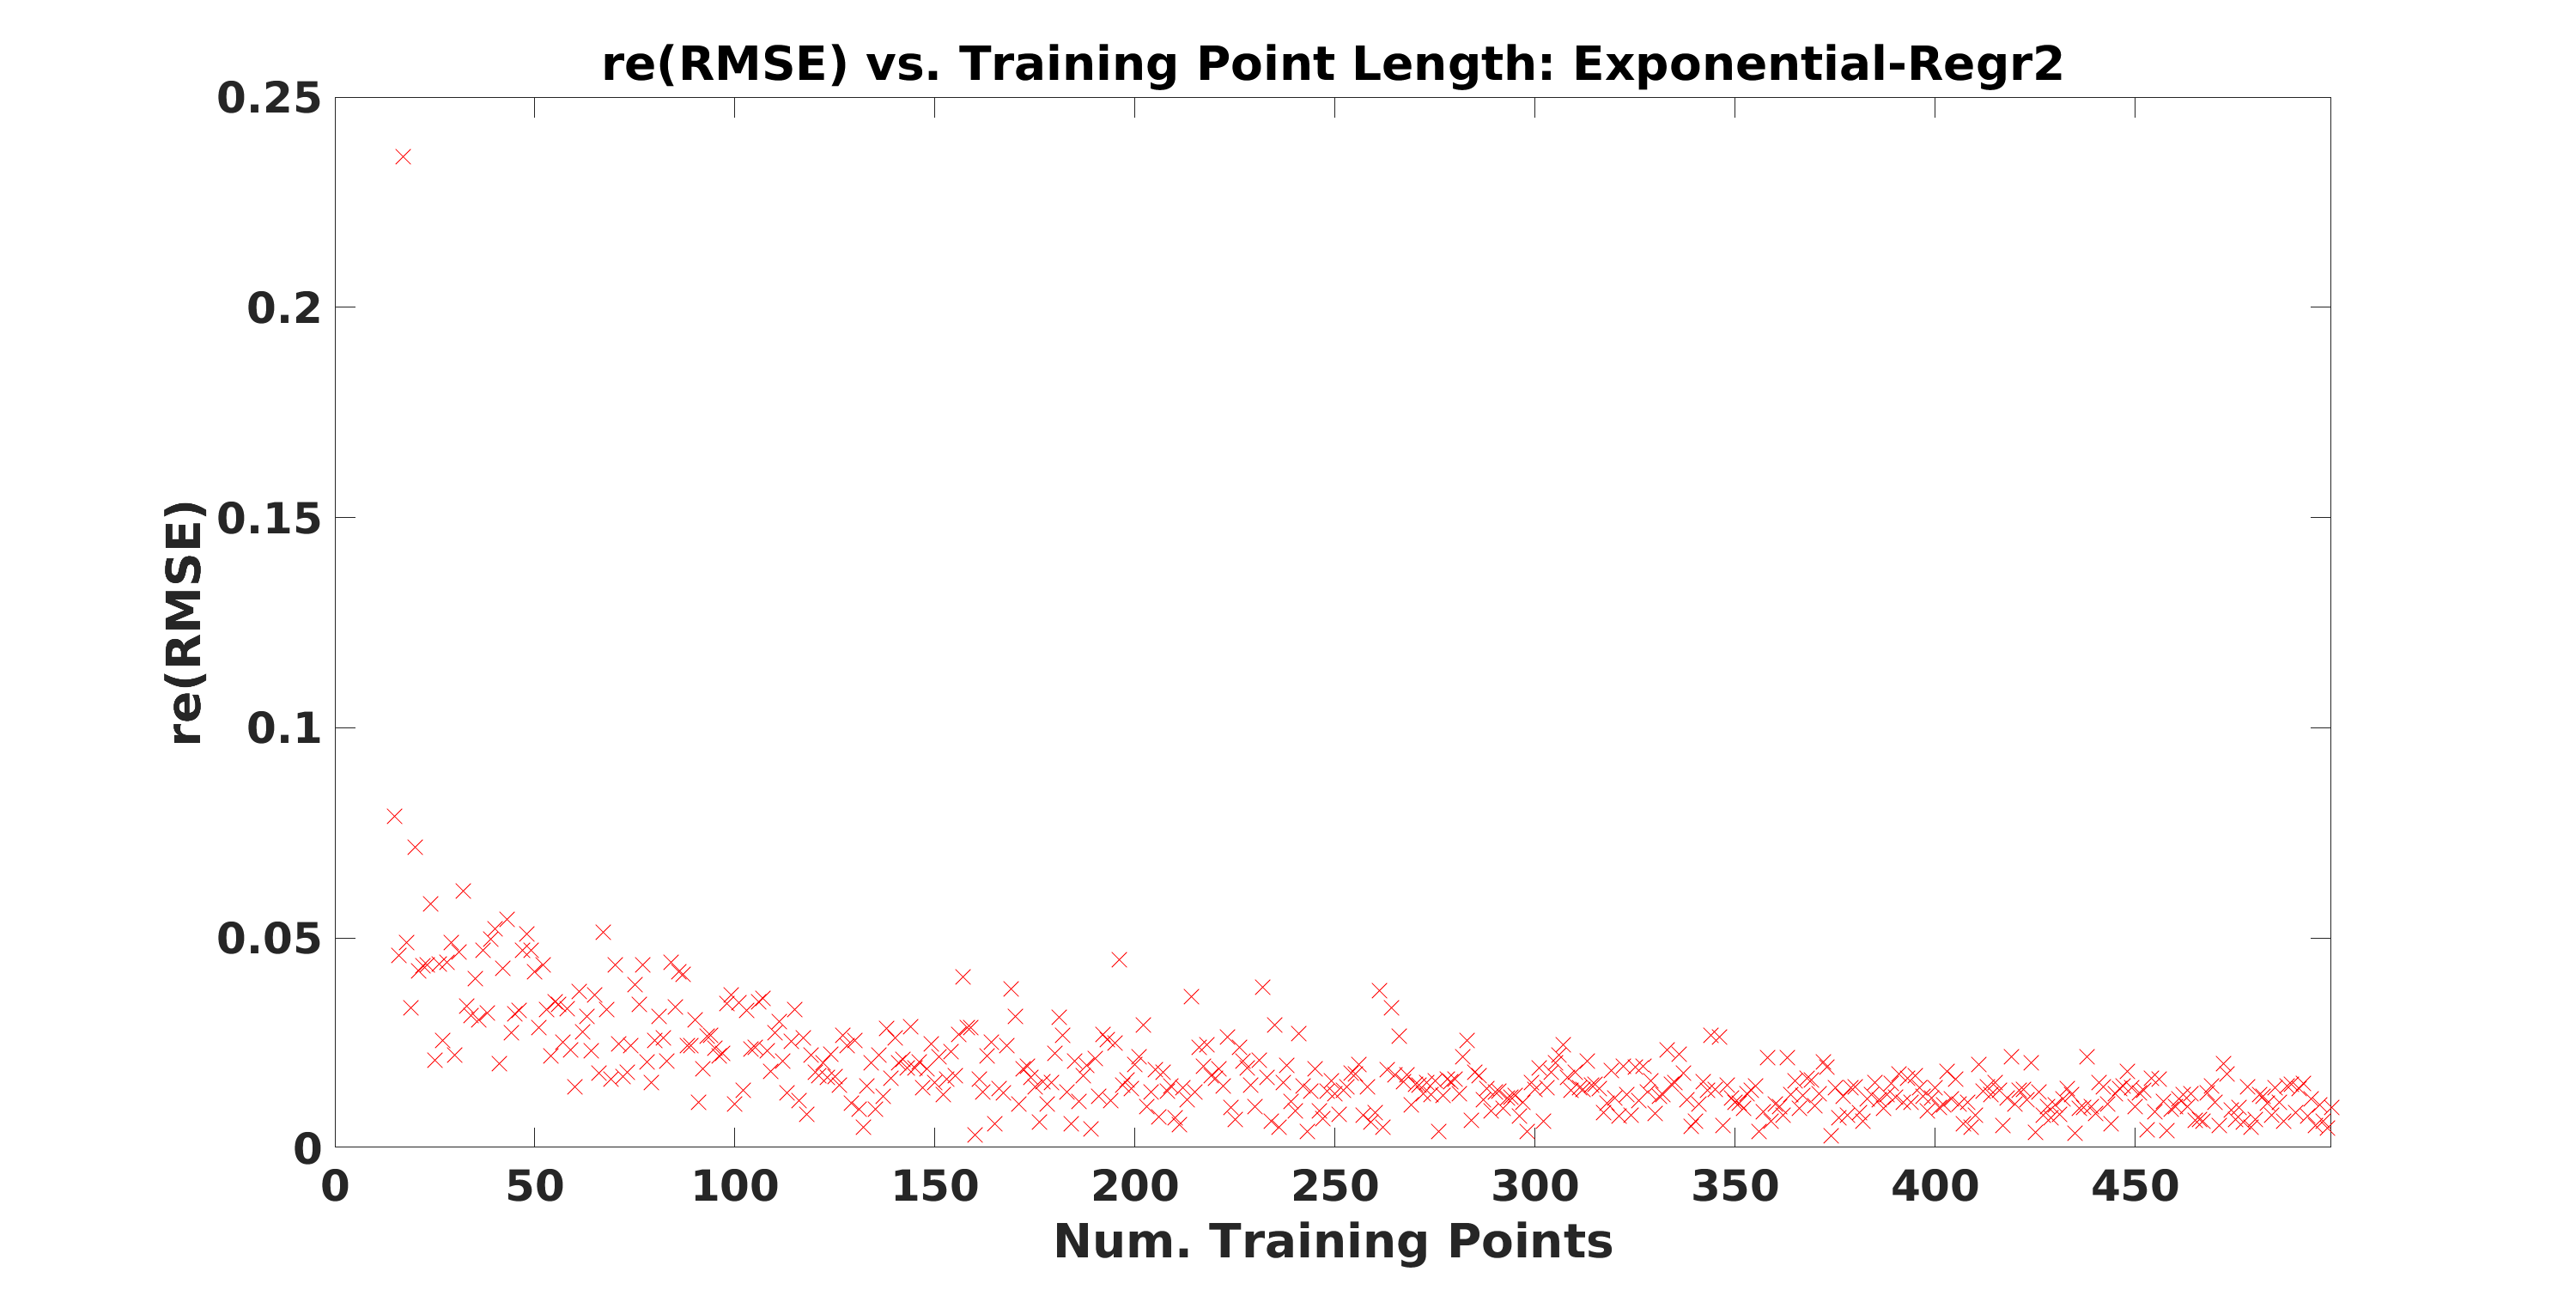 re(RMSE) vs. Training Point Length: Exponential-Regr2
0.25
0.2
0.15
0.1
0.05
0
re(RMSE)
0 50 100 150 200 250 300 350 400 450
Num. Training Points